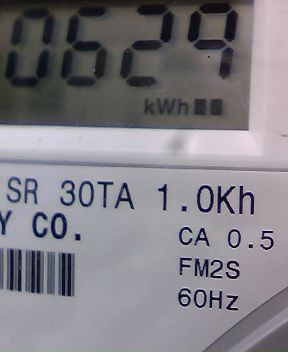 0629
kWh
SR 30TA 1.0Kh
Y CO.
CA 0.5
FM2S
60Hz